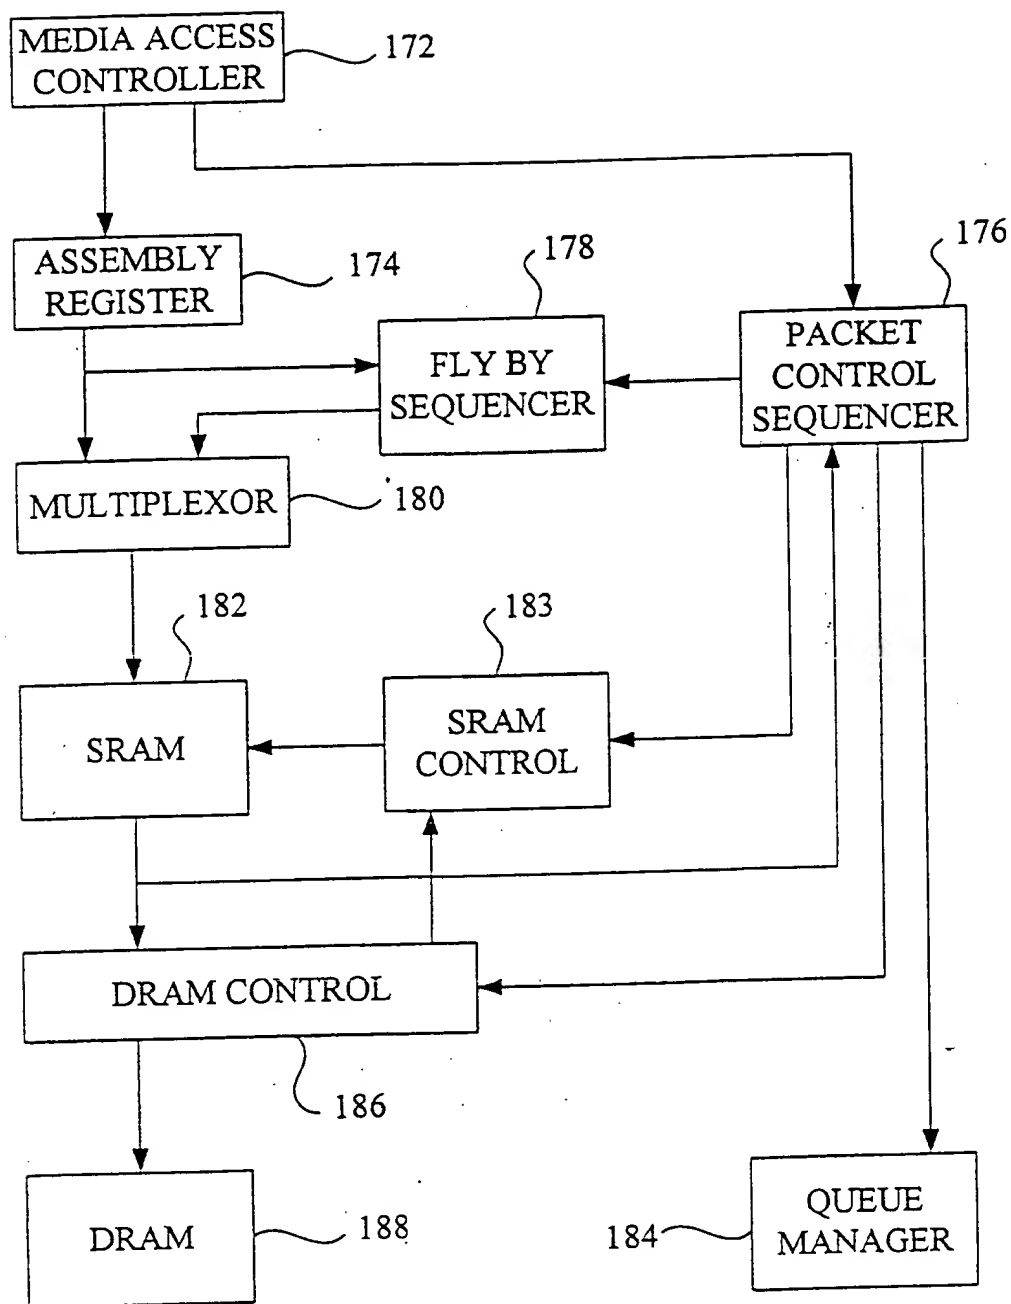 MEDIA ACCESS
CONTROLLER
172
ASSEMBLY
REGISTER
174
178
176
FLY BY
SEQUENCER
PACKET
CONTROL
SEQUENCER
MULTIPLEXOR
180
182
183
SRAM
SRAM
CONTROL
DRAM CONTROL
186
DRAM
188
184
QUEUE
MANAGER